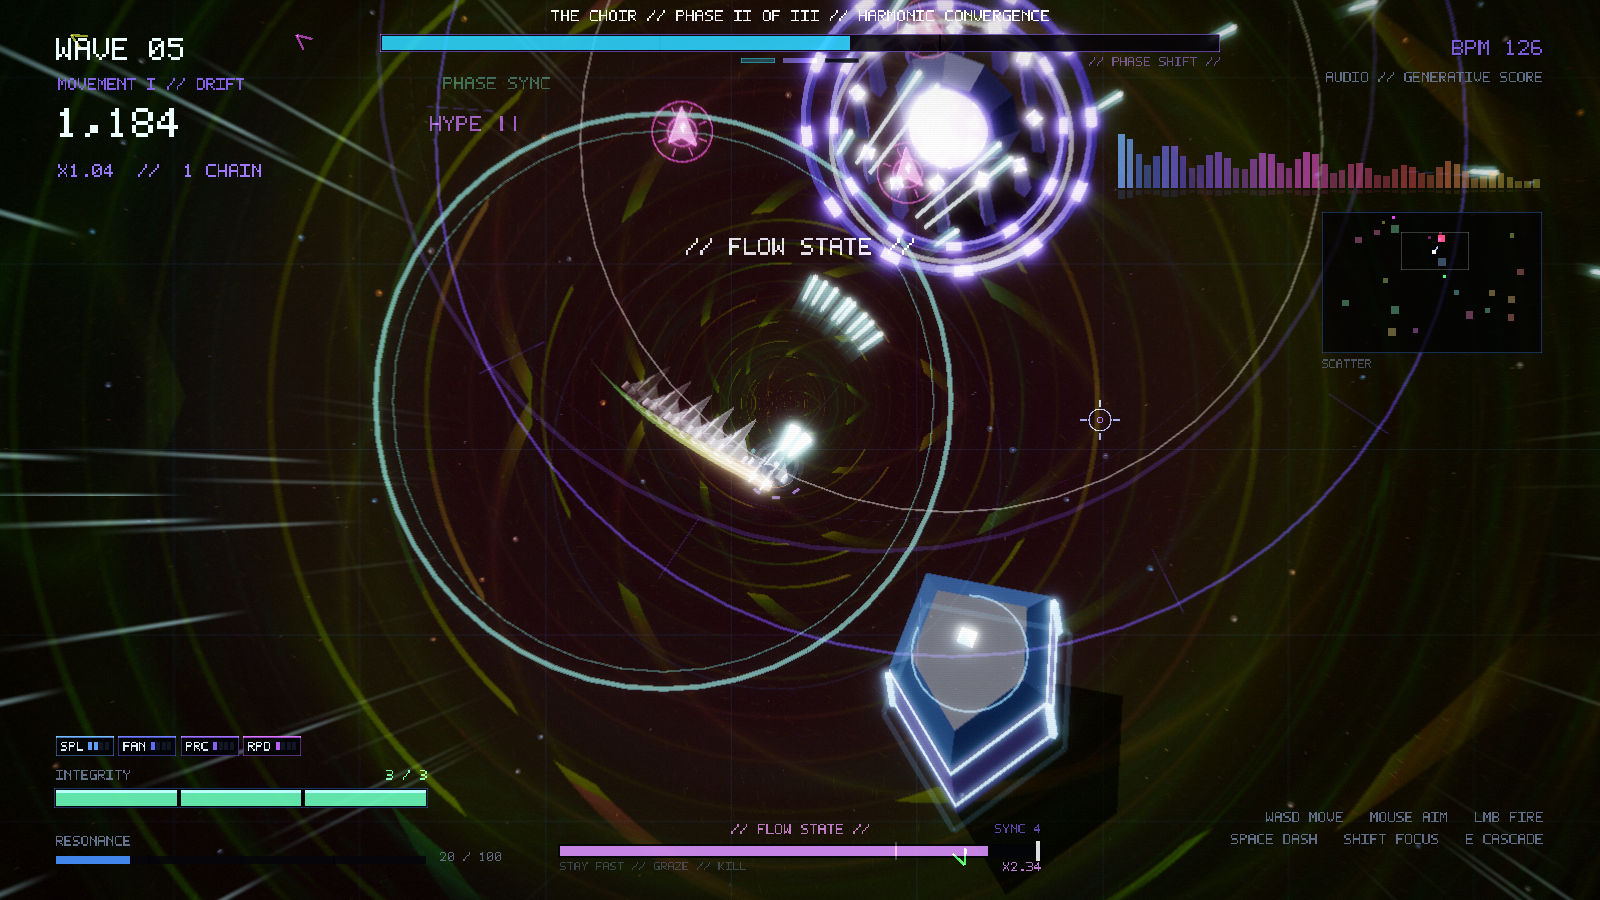 THE CHOIR // PHASE II OF III // HARMONIC CONVERGENCE
WAVE 05
MOVEMENT I // DRIFT
1.184
X1.04 // 1 CHAIN
PHASE SYNC
HYPE II
// PHASE SHIFT //
BPM 126
AUDIO // GENERATIVE SCORE
// FLOW STATE //
SCATTER
SPL FAN PRC RPD
INTEGRITY 3 / 3
RESONANCE
20 / 100
// FLOW STATE // SYNC 4
STAY FAST // GRAZE // KILL X2.34
WASD MOVE MOUSE AIM LMB FIRE
SPACE DASH SHIFT FOCUS E CASCADE